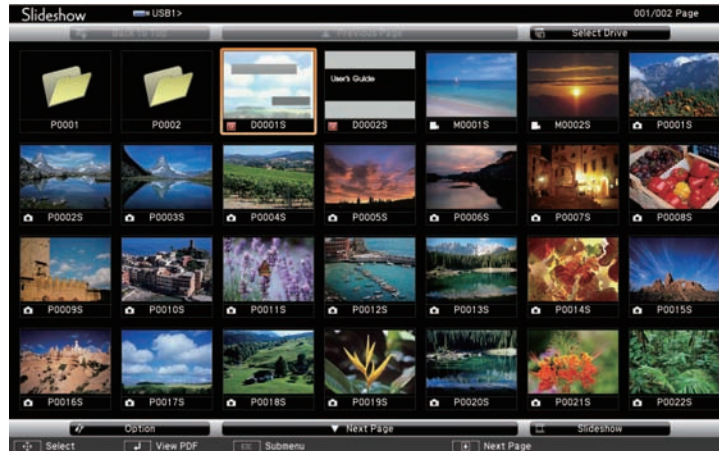 Slideshow USB1> 001/002 Page
Back to Top Previous Page Select Drive
User's Guide
P0001 P0002 D0001S D0002S M0001S M0002S P0001S
P0002S P0003S P0004S P0005S P0006S P0007S P0008S
P0009S P0010S P0011S P0012S P0013S P0014S P0015S
P0016S P0017S P0018S P0019S P0020S P0021S P0022S
Option Next Page Slideshow
Select View PDF ESC Submenu Next Page